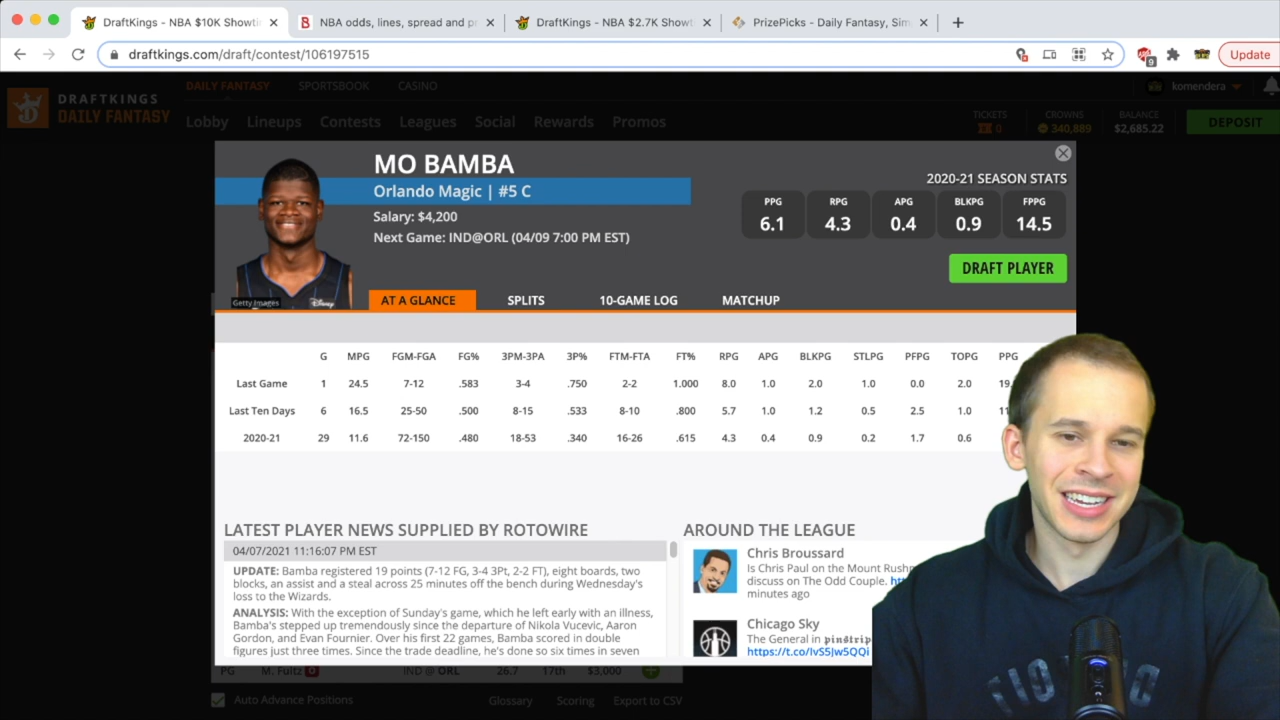 DraftKings - NBA $10K Showti
NBA odds, lines, spread and p
DraftKings - NBA $2.7K Showt
PrizePicks - Daily Fantasy, Sim
draftkings.com/draft/contest/106197515
9
Update
DRAFTKINGS
DAILY FANTASY
DAILY FANTASY
SPORTSBOOK
CASINO
komendera
Lobby
Lineups
Contests
Leagues
Social
Rewards
Promos
TICKETS
0
CROWNS
340,889
BALANCE
$2,685.22
DEPOSIT
MO BAMBA
Orlando Magic | #5 C
Salary: $4,200
Next Game: IND@ORL (04/09 7:00 PM EST)
2020-21 SEASON STATS
PPG RPG APG BLKPG FPPG
6.1 4.3 0.4 0.9 14.5
DRAFT PLAYER
Getty Images
Disney
AT A GLANCE
SPLITS
10-GAME LOG
MATCHUP
G MPG FGM-FGA FG% 3PM-3PA 3P% FTM-FTA FT% RPG APG BLKPG STLPG PFPG TOPG PPG
Last Game 1 24.5 7-12 .583 3-4 .750 2-2 1.000 8.0 1.0 2.0 1.0 0.0 2.0 19.
Last Ten Days 6 16.5 25-50 .500 8-15 .533 8-10 .800 5.7 1.0 1.2 0.5 2.5 1.0 11
2020-21 29 11.6 72-150 .480 18-53 .340 16-26 .615 4.3 0.4 0.9 0.2 1.7 0.6
LATEST PLAYER NEWS SUPPLIED BY ROTOWIRE
04/07/2021 11:16:07 PM EST
UPDATE: Bamba registered 19 points (7-12 FG, 3-4 3Pt, 2-2 FT), eight boards, two
blocks, an assist and a steal across 25 minutes off the bench during Wednesday's
loss to the Wizards.
ANALYSIS: With the exception of Sunday's game, which he left early with an illness,
Bamba's stepped up tremendously since the departure of Nikola Vucevic, Aaron
Gordon, and Evan Fournier. Over his first 22 games, Bamba scored in double
figures just three times. Since the trade deadline, he's done so six times in seven
AROUND THE LEAGUE
Chris Broussard
Is Chris Paul on the Mount Rushm
discuss on The Odd Couple. ht
minutes ago
Chicago Sky
The General in 𝖕𝖎𝖓𝖘𝖙𝖗𝖎𝖕
https://t.co/lvS5Jw5QQi
PG M. Fultz O IND @ ORL 26.7 17th $3,000
Auto Advance Positions
Glossary
Scoring
Export to CSV